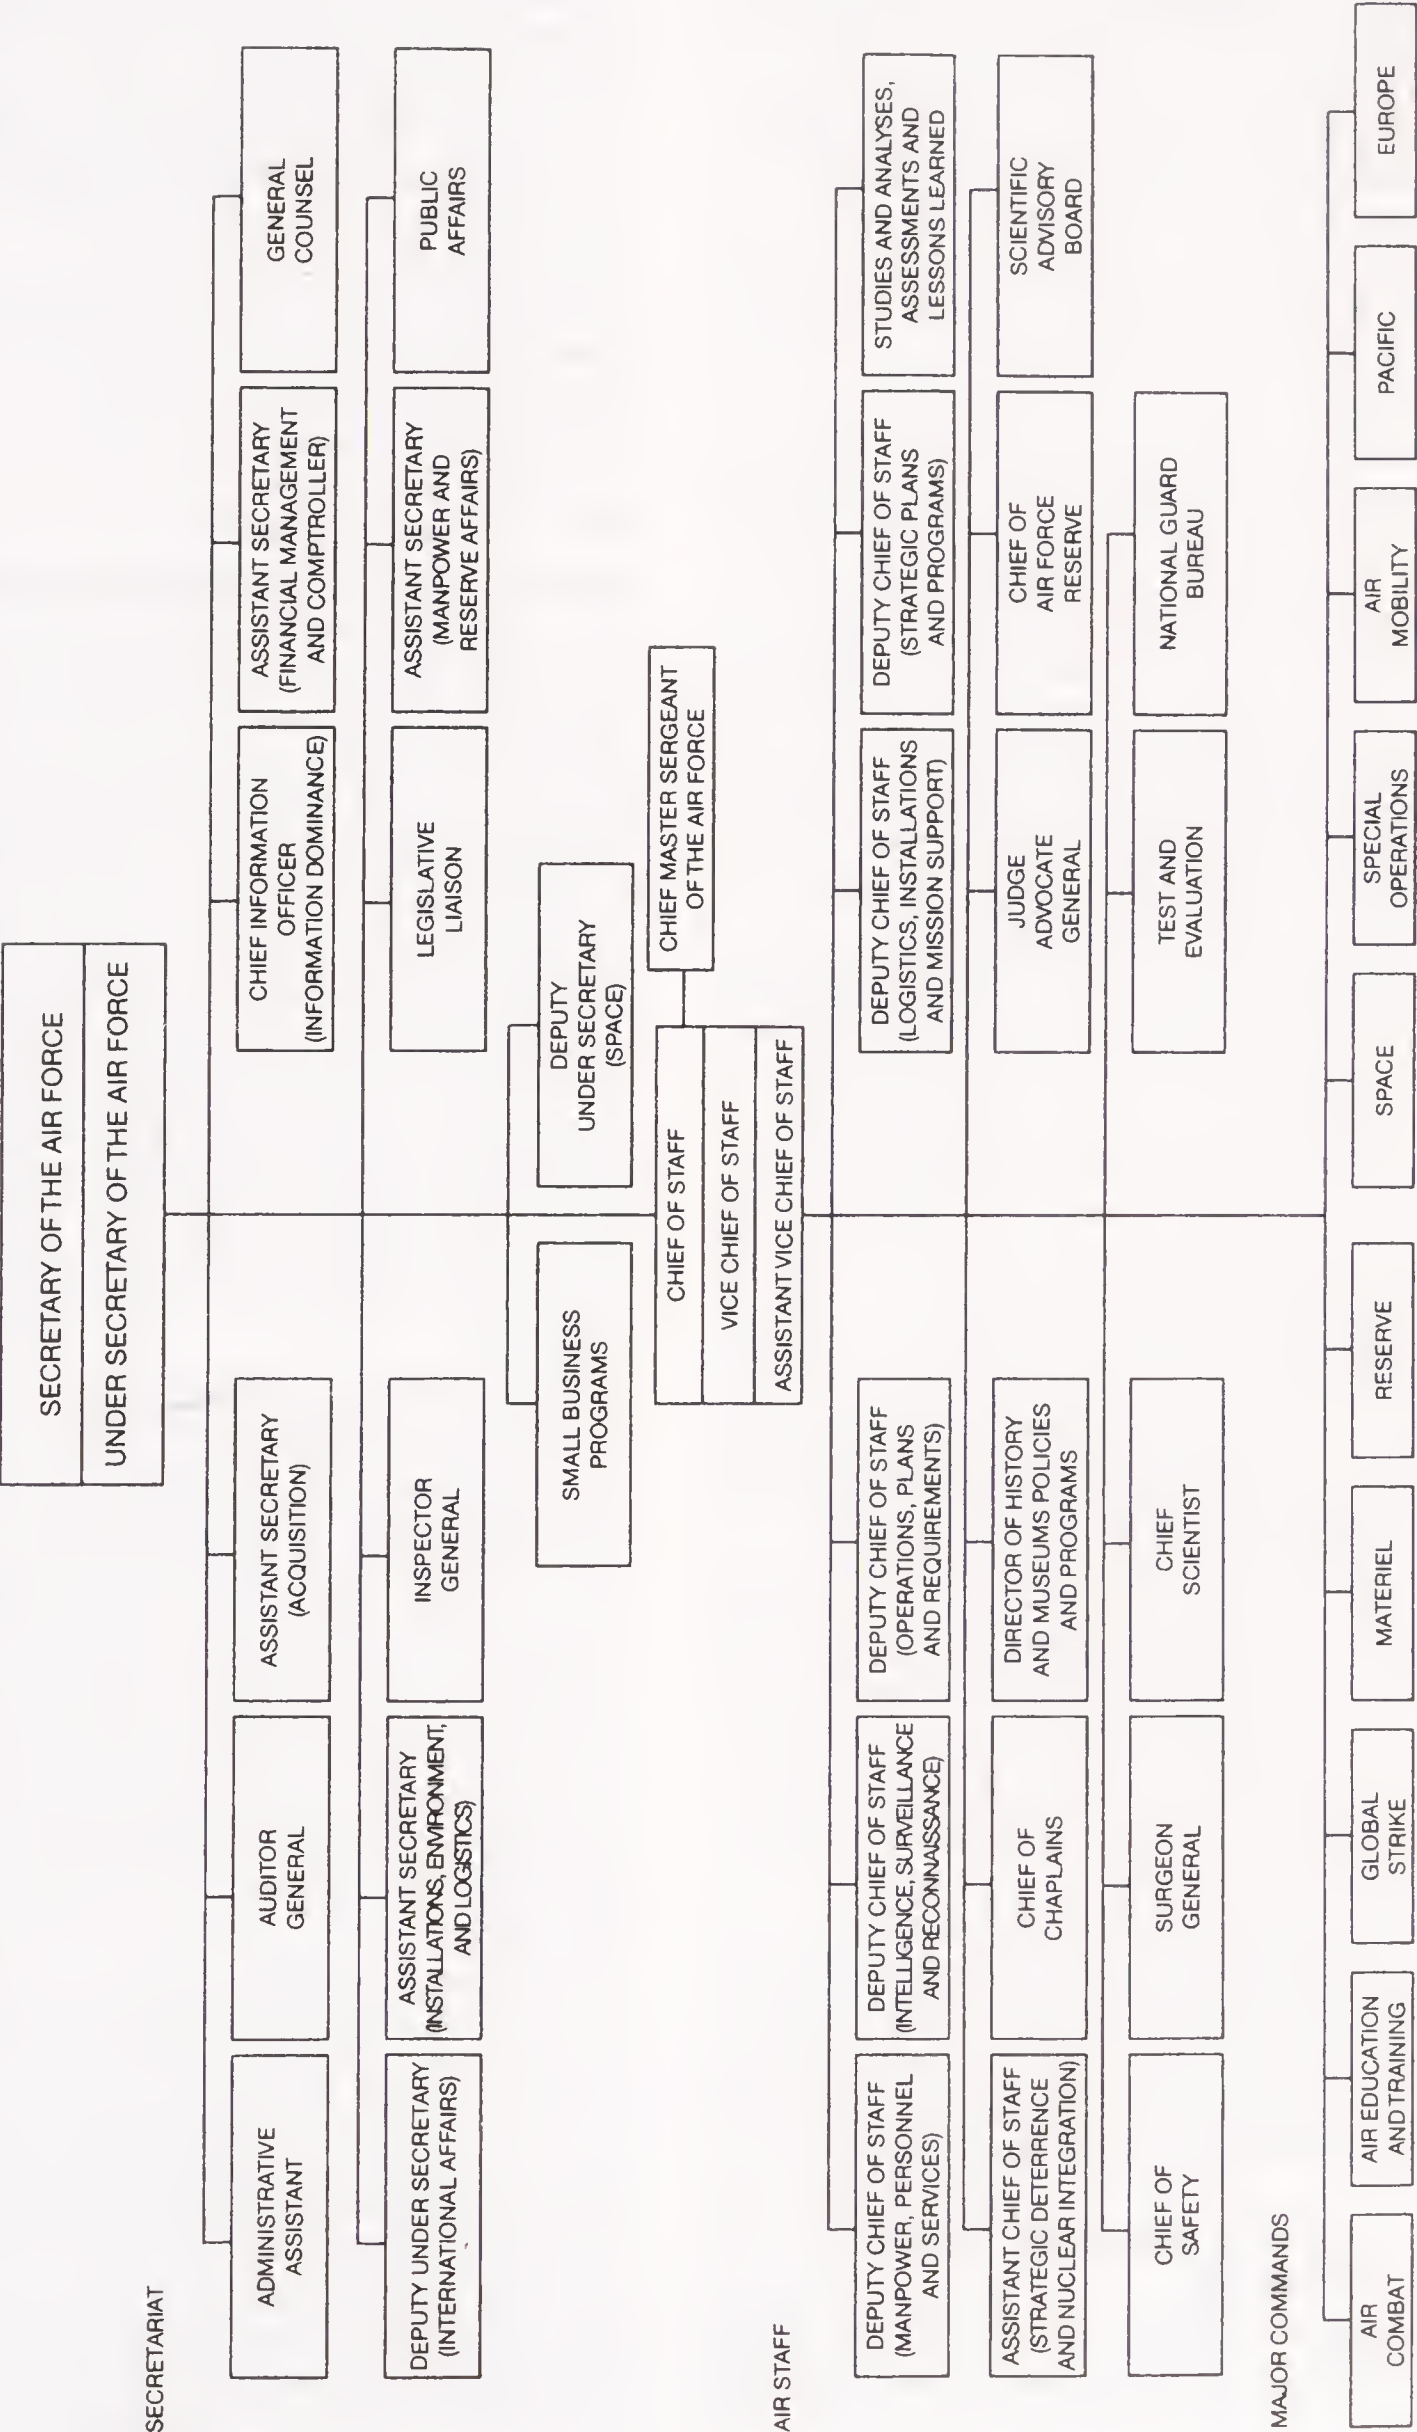 SECRETARY OF THE AIR FORCE
UNDER SECRETARY OF THE AIR FORCE
SECRETARIAT
ADMINISTRATIVE
ASSISTANT
AUDITOR
GENERAL
ASSISTANT SECRETARY
(ACQUISITION)
CHIEF INFORMATION
OFFICER
(INFORMATION DOMINANCE)
ASSISTANT SECRETARY
(FINANCIAL MANAGEMENT
AND COMPTROLLER)
GENERAL
COUNSEL
DEPUTY UNDER SECRETARY
(INTERNATIONAL AFFAIRS)
ASSISTANT SECRETARY
(INSTALLATIONS, ENVIRONMENT,
AND LOGISTICS)
INSPECTOR
GENERAL
LEGISLATIVE
LIAISON
ASSISTANT SECRETARY
(MANPOWER AND
RESERVE AFFAIRS)
PUBLIC
AFFAIRS
SMALL BUSINESS
PROGRAMS
DEPUTY
UNDER SECRETARY
(SPACE)
CHIEF OF STAFF
VICE CHIEF OF STAFF
ASSISTANT VICE CHIEF OF STAFF
CHIEF MASTER SERGEANT
OF THE AIR FORCE
AIR STAFF
DEPUTY CHIEF OF STAFF
(MANPOWER, PERSONNEL
AND SERVICES)
DEPUTY CHIEF OF STAFF
(INTELLIGENCE, SURVEILLANCE
AND RECONNAISSANCE)
DEPUTY CHIEF OF STAFF
(OPERATIONS, PLANS
AND REQUIREMENTS)
DEPUTY CHIEF OF STAFF
(LOGISTICS, INSTALLATIONS
AND MISSION SUPPORT)
DEPUTY CHIEF OF STAFF
(STRATEGIC PLANS
AND PROGRAMS)
STUDIES AND ANALYSES,
ASSESSMENTS AND
LESSONS LEARNED
ASSISTANT CHIEF OF STAFF
(STRATEGIC DETERRENCE
AND NUCLEAR INTEGRATION)
CHIEF OF
CHAPLAINS
DIRECTOR OF HISTORY
AND MUSEUMS POLICIES
AND PROGRAMS
JUDGE
ADVOCATE
GENERAL
CHIEF OF
AIR FORCE
RESERVE
SCIENTIFIC
ADVISORY
BOARD
CHIEF OF
SAFETY
SURGEON
GENERAL
CHIEF
SCIENTIST
TEST AND
EVALUATION
NATIONAL GUARD
BUREAU
MAJOR COMMANDS
AIR
COMBAT
AIR EDUCATION
AND TRAINING
GLOBAL
STRIKE
MATERIEL
RESERVE
SPACE
SPECIAL
OPERATIONS
AIR
MOBILITY
PACIFIC
EUROPE